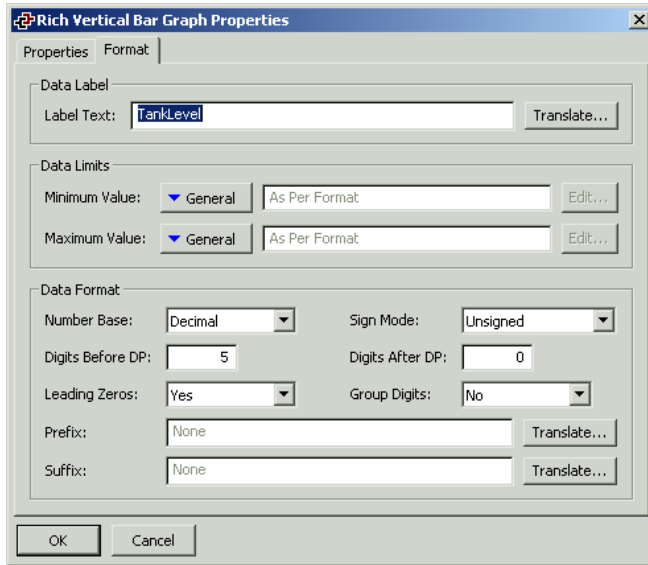 Rich Vertical Bar Graph Properties
Properties Format
Data Label
Label Text: TankLevel Translate...
Data Limits
Minimum Value: General As Per Format Edit...
Maximum Value: General As Per Format Edit...
Data Format
Number Base: Decimal Sign Mode: Unsigned
Digits Before DP: 5 Digits After DP: 0
Leading Zeros: Yes Group Digits: No
Prefix: None Translate...
Suffix: None Translate...
OK Cancel